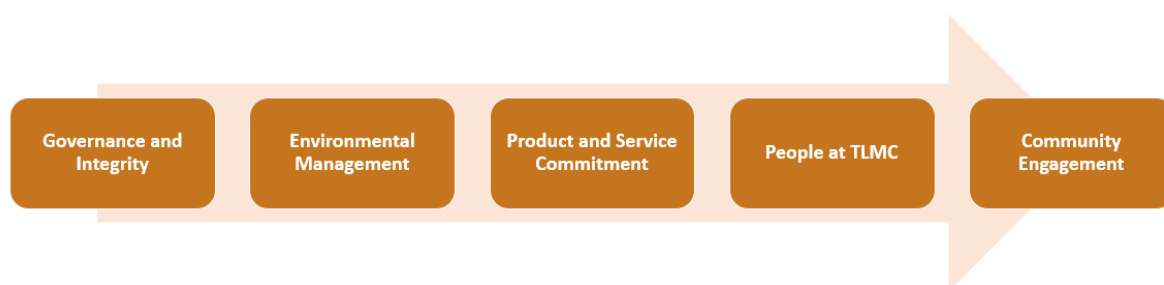 Governance and
Integrity
Environmental
Management
Product and Service
Commitment
People at TLMC
Community
Engagement